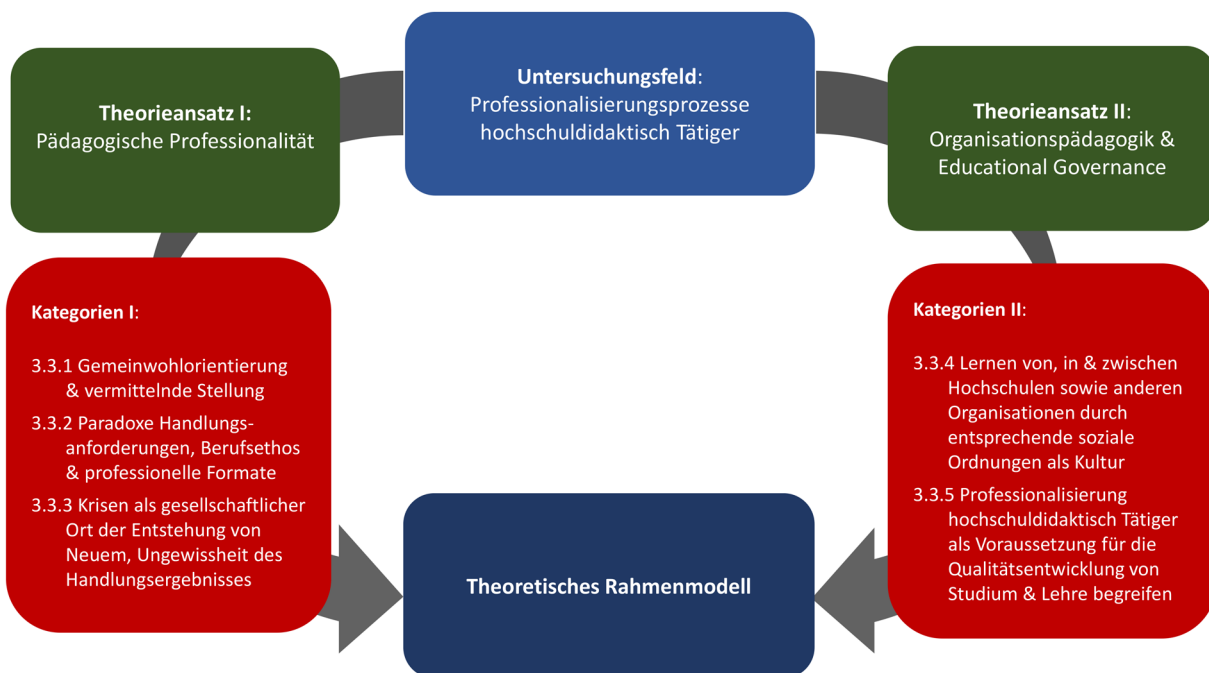 Untersuchungsfeld:
Professionalisierungsprozesse
hochschuldidaktisch Tätiger
Theorieansatz I:
Pädagogische Professionalität
Theorieansatz II:
Organisationspädagogik &
Educational Governance
Kategorien I:
3.3.1 Gemeinwohlorientierung
& vermittelnde Stellung
3.3.2 Paradoxe Handlungs-
anforderungen, Berufsethos
& professionelle Formate
3.3.3 Krisen als gesellschaftlicher
Ort der Entstehung von
Neuem, Ungewissheit des
Handlungsergebnisses
Kategorien II:
3.3.4 Lernen von, in & zwischen
Hochschulen sowie anderen
Organisationen durch
entsprechende soziale
Ordnungen als Kultur
3.3.5 Professionalisierung
hochschuldidaktisch Tätiger
als Voraussetzung für die
Qualitätsentwicklung von
Studium & Lehre begreifen
Theoretisches Rahmenmodell